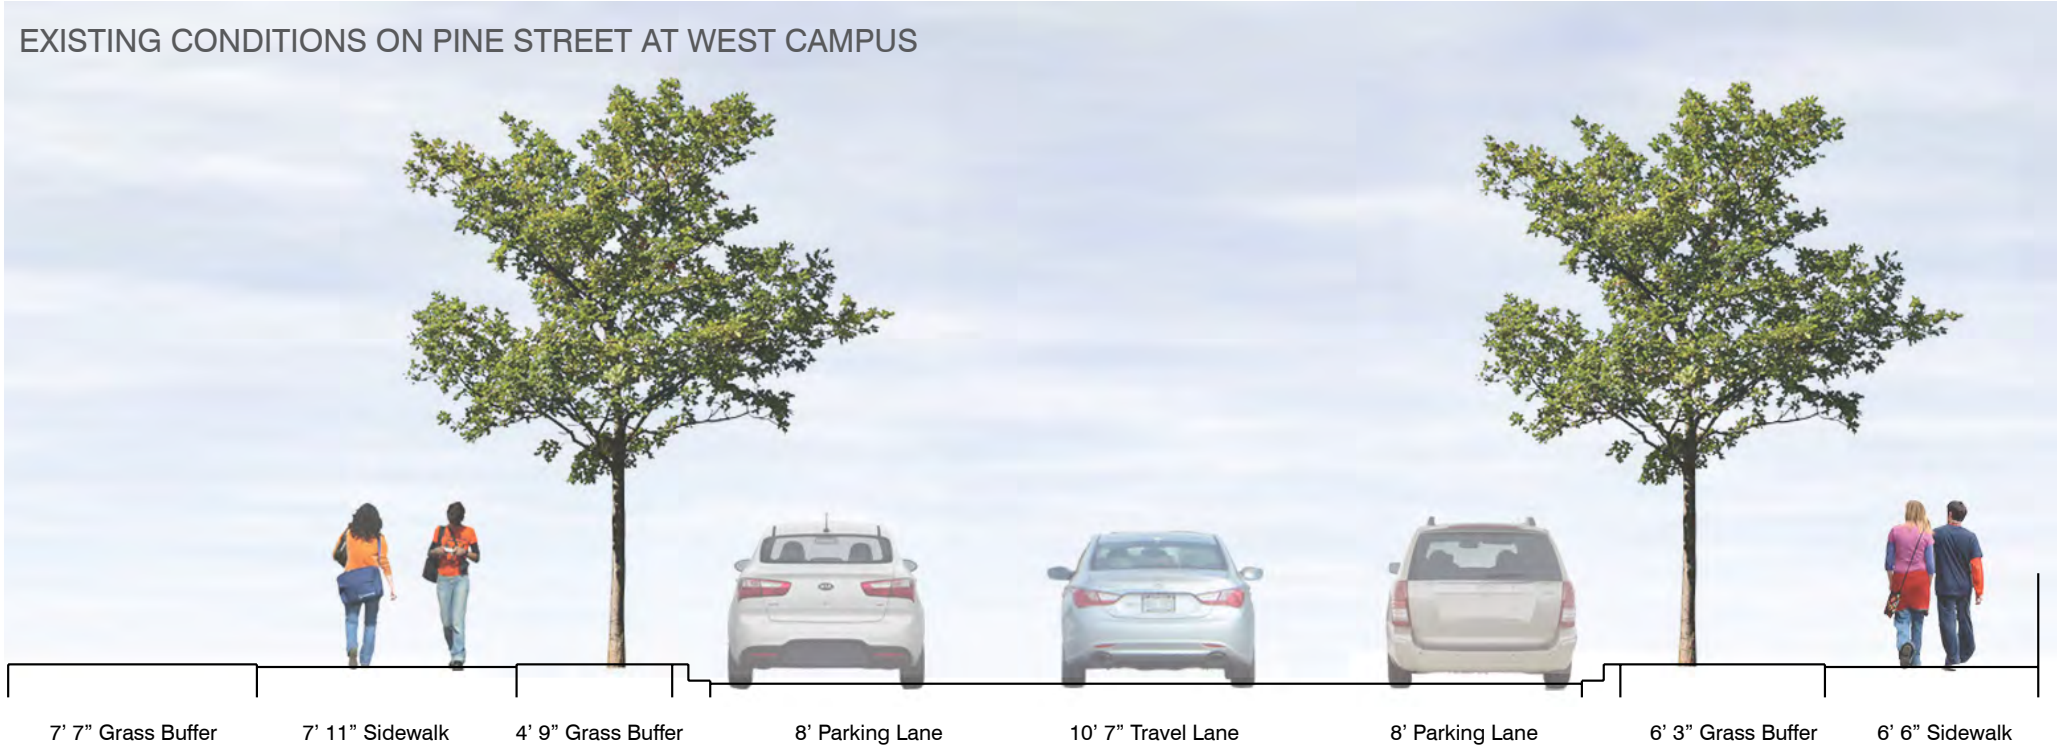 EXISTING CONDITIONS ON PINE STREET AT WEST CAMPUS
7’ 7” Grass Buffer
7’ 11” Sidewalk
4’ 9” Grass Buffer
8’ Parking Lane
10’ 7” Travel Lane
8’ Parking Lane
6’ 3” Grass Buffer
6’ 6” Sidewalk